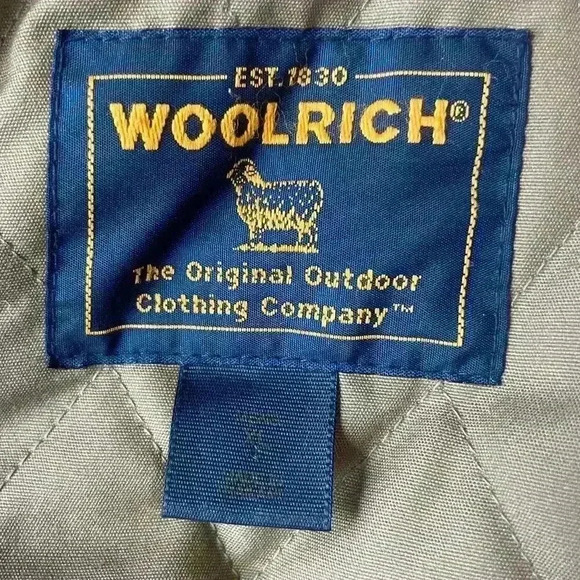 EST. 1830
WOOLRICH®
The Original Outdoor
Clothing Company™